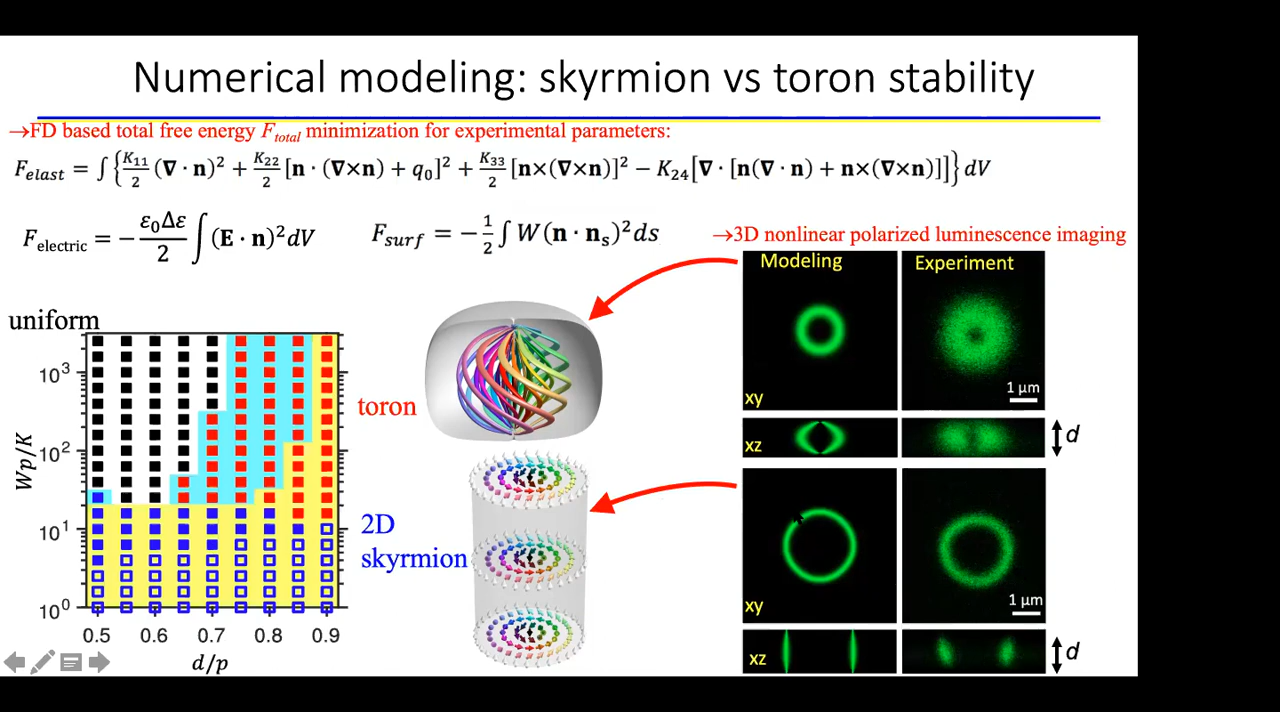 Numerical modeling: skyrmion vs toron stability
→FD based total free energy F_total minimization for experimental parameters:
F_elast = ∫ { K₁₁/2 (∇ · n)² + K₂₂/2 [n · (∇×n) + q₀]² + K₃₃/2 [n×(∇×n)]² − K₂₄[∇ · [n(∇ · n) + n×(∇×n)]] } dV
F_electric = − ε₀Δε/2 ∫ (E · n)² dV
F_surf = − 1/2 ∫ W(n · n_s)² ds
→3D nonlinear polarized luminescence imaging
Modeling
Experiment
xy
1 μm
xz
d
xy
1 μm
xz
d
uniform
toron
2D
skyrmion
Wp/K
10³
10²
10¹
10⁰
0.5 0.6 0.7 0.8 0.9
d/p